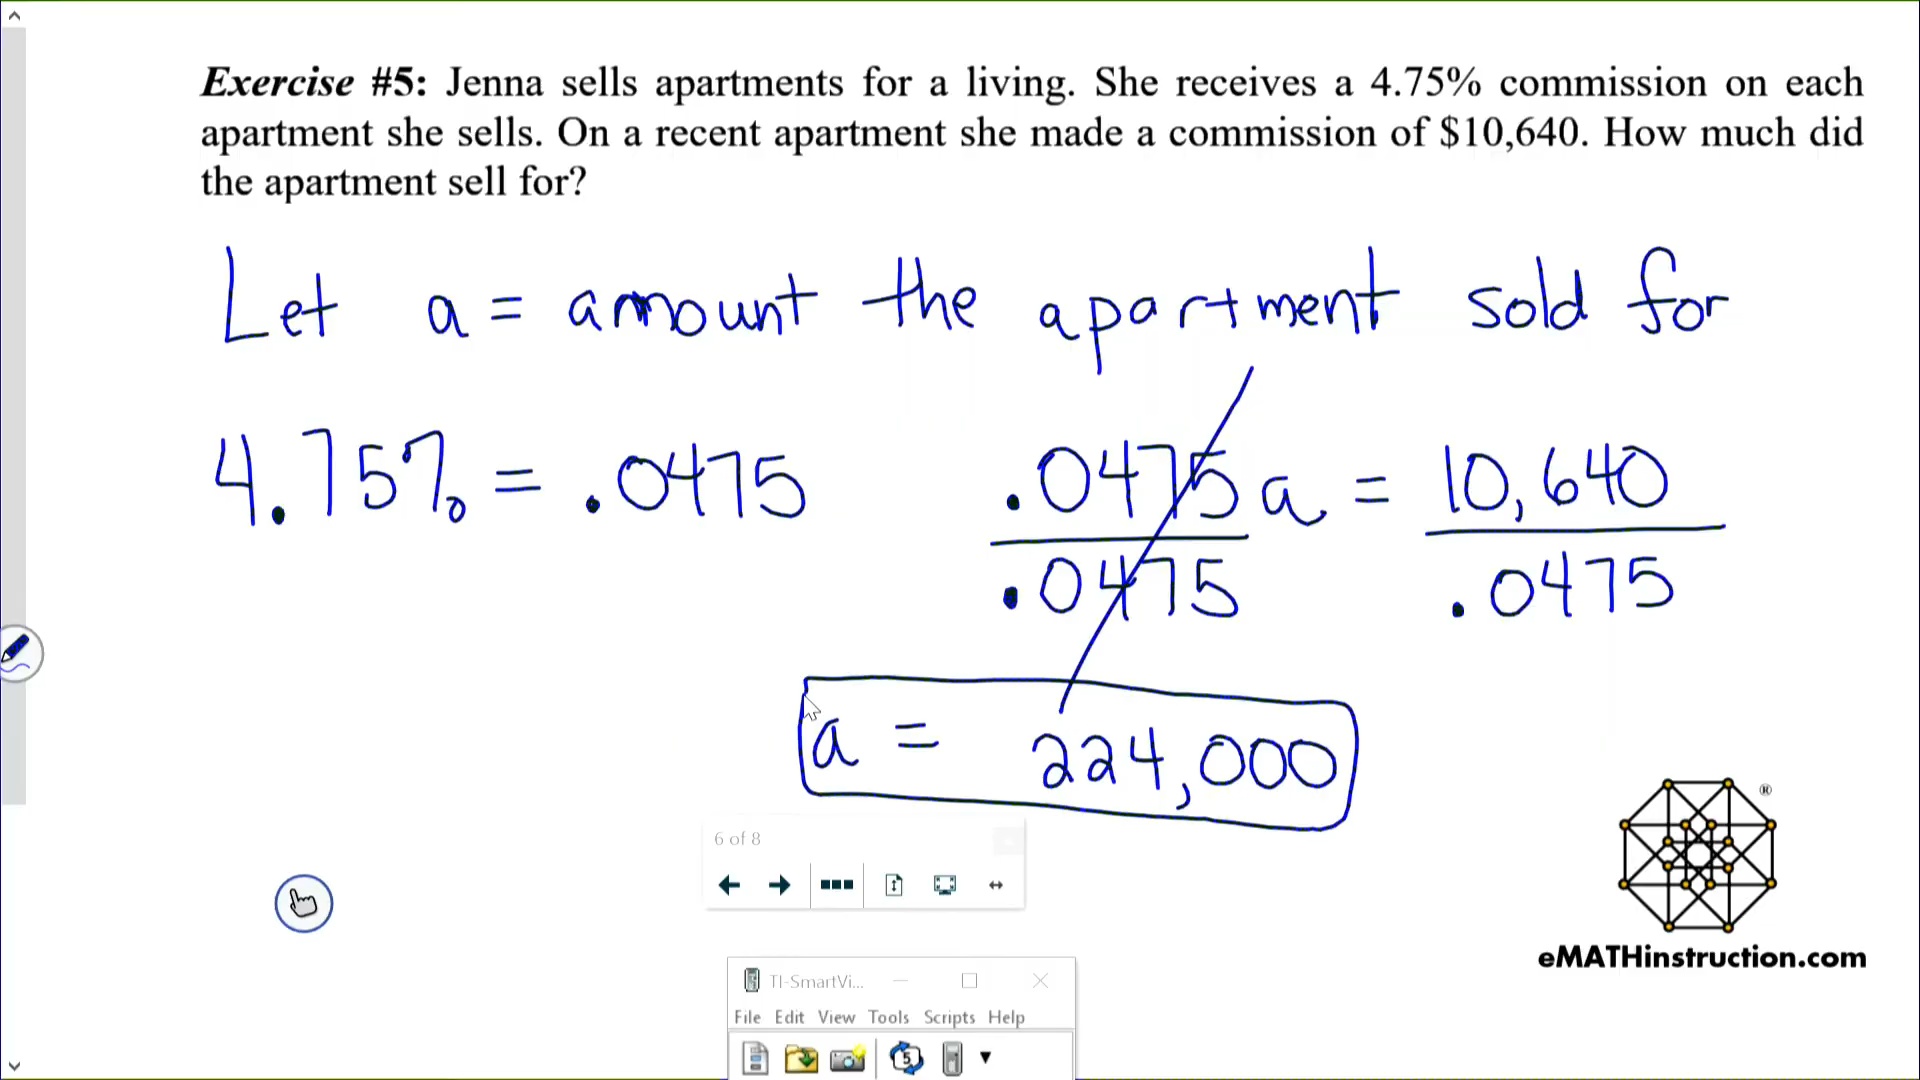 Exercise #5: Jenna sells apartments for a living. She receives a 4.75% commission on each
apartment she sells. On a recent apartment she made a commission of $10,640. How much did
the apartment sell for?
Let a = amount the apartment sold for
4.75% = .0475
.0475a = 10,640
.0475 .0475
a = 224,000
6 of 8
®
eMATHinstruction.com
TI-SmartVi...
File Edit View Tools Scripts Help
5